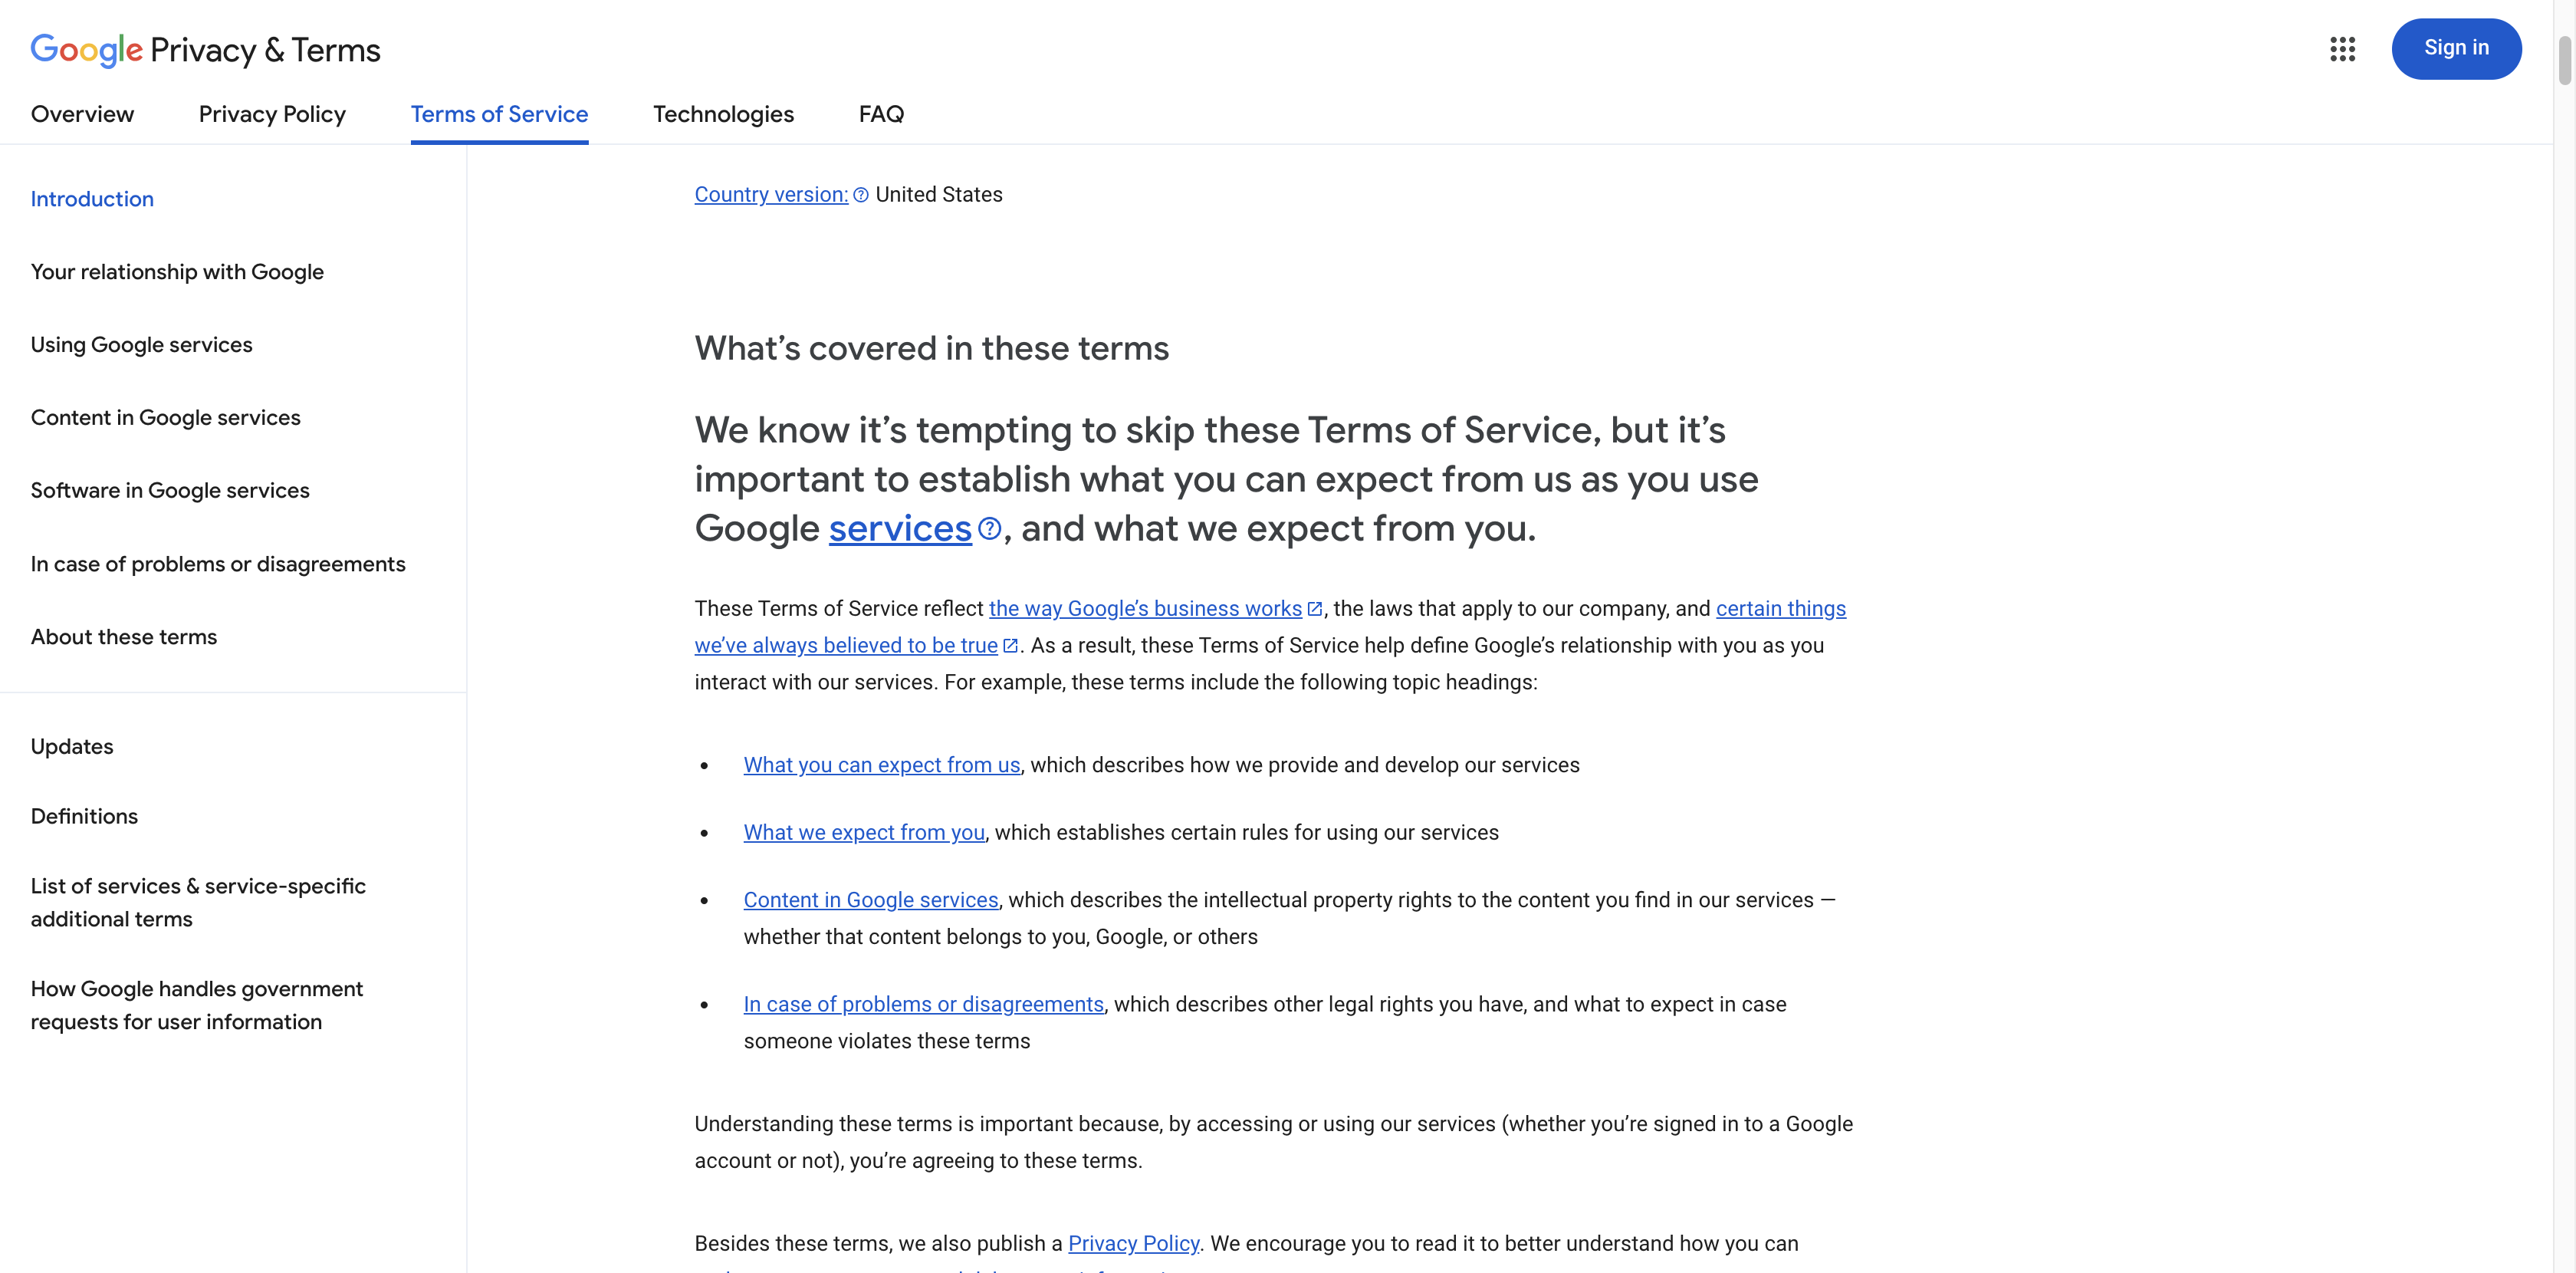 Google Privacy & Terms
Sign in
Overview
Privacy Policy
Terms of Service
Technologies
FAQ
Introduction
Your relationship with Google
Using Google services
Content in Google services
Software in Google services
In case of problems or disagreements
About these terms
Updates
Definitions
List of services & service-specific
additional terms
How Google handles government
requests for user information
Country version: United States
What’s covered in these terms
We know it’s tempting to skip these Terms of Service, but it’s
important to establish what you can expect from us as you use
Google services, and what we expect from you.
These Terms of Service reflect the way Google’s business works, the laws that apply to our company, and certain things
we’ve always believed to be true. As a result, these Terms of Service help define Google’s relationship with you as you
interact with our services. For example, these terms include the following topic headings:
• What you can expect from us, which describes how we provide and develop our services
• What we expect from you, which establishes certain rules for using our services
• Content in Google services, which describes the intellectual property rights to the content you find in our services —
whether that content belongs to you, Google, or others
• In case of problems or disagreements, which describes other legal rights you have, and what to expect in case
someone violates these terms
Understanding these terms is important because, by accessing or using our services (whether you’re signed in to a Google
account or not), you’re agreeing to these terms.
Besides these terms, we also publish a Privacy Policy. We encourage you to read it to better understand how you can